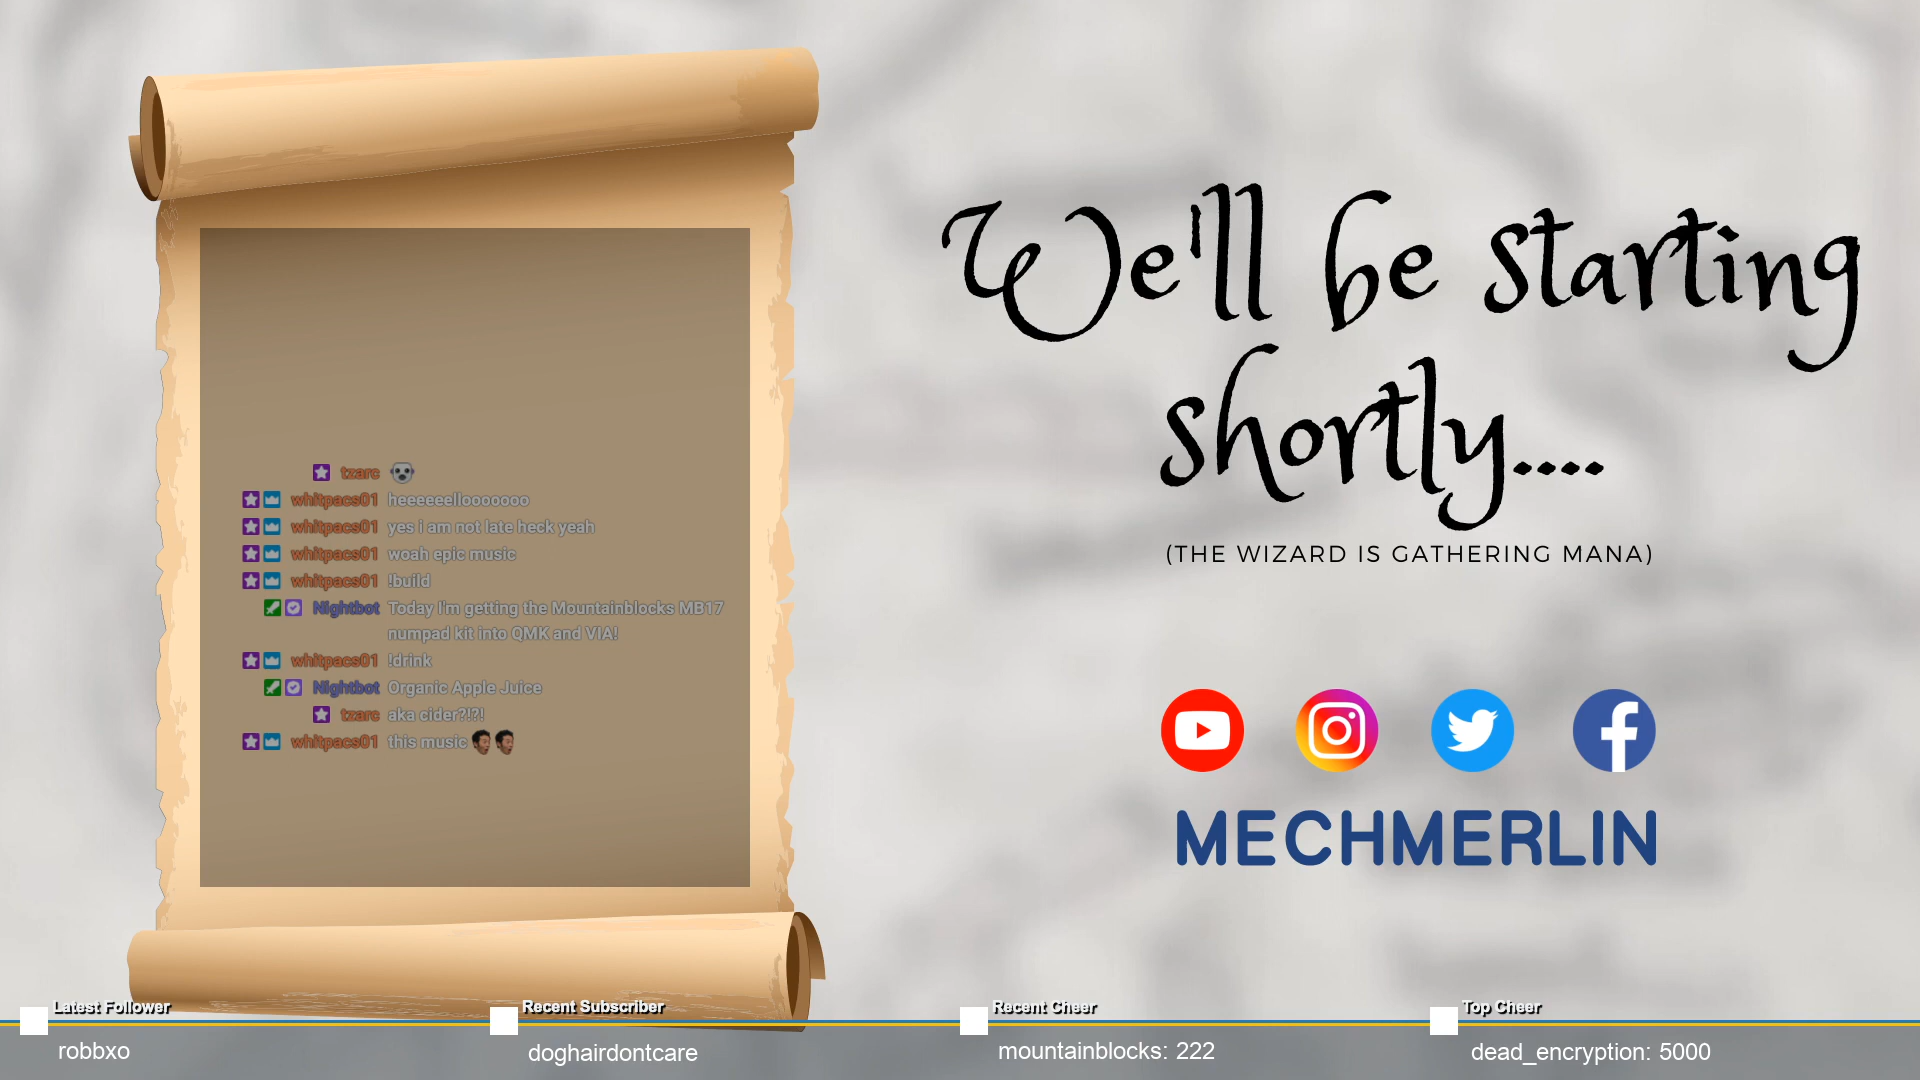 We'll be starting
shortly....
(THE WIZARD IS GATHERING MANA)
MECHMERLIN
tzarc
whitpacs01 heeeeeellooooooo
whitpacs01 yes i am not late heck yeah
whitpacs01 woah epic music
whitpacs01 !build
Nightbot Today I'm getting the Mountainblocks MB17
numpad kit into QMK and VIA!
whitpacs01 !drink
Nightbot Organic Apple Juice
tzarc aka cider?!?!
whitpacs01 this music
Latest Follower
robbxo
Recent Subscriber
doghairdontcare
Recent Cheer
mountainblocks: 222
Top Cheer
dead_encryption: 5000